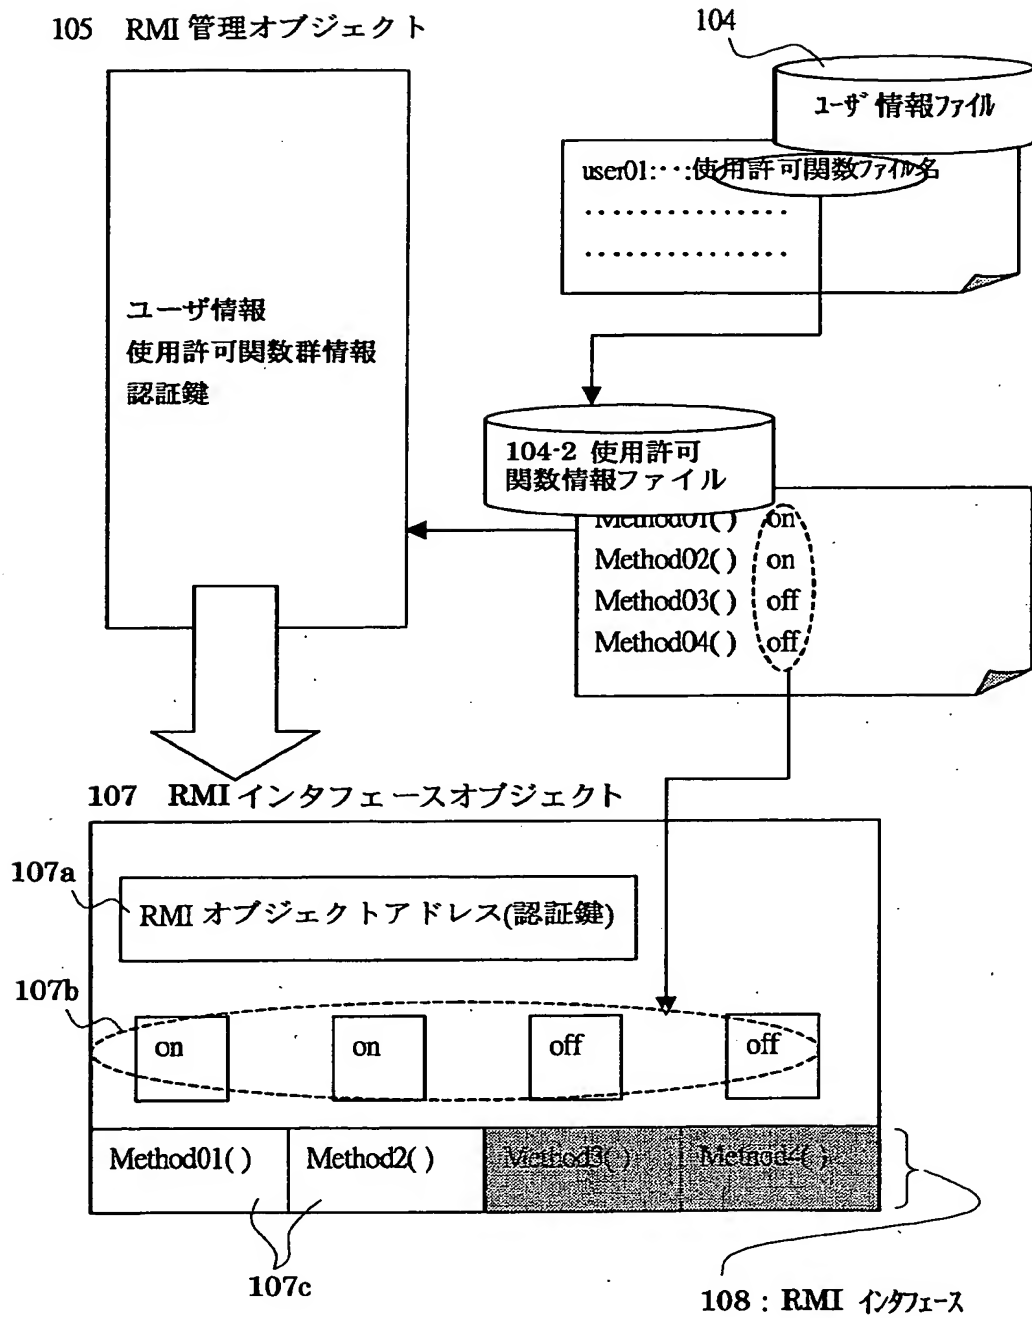 105 RMI 管理オブジェクト
104
ユーザ情報ファイル
user01:・・・:使用許可関数ファイル名
・・・・・・・・・・・・・・・
・・・・・・・・・・・・・・・
ユーザ情報
使用許可関数群情報
認証鍵
104-2 使用許可
関数情報ファイル
Method01( ) on
Method02( ) on
Method03( ) off
Method04( ) off
107 RMI インタフェースオブジェクト
107a
RMI オブジェクトアドレス(認証鍵)
107b
on on off off
Method01( ) Method2( ) Method3( ) Method4( )
107c
108 : RMI インタフェース